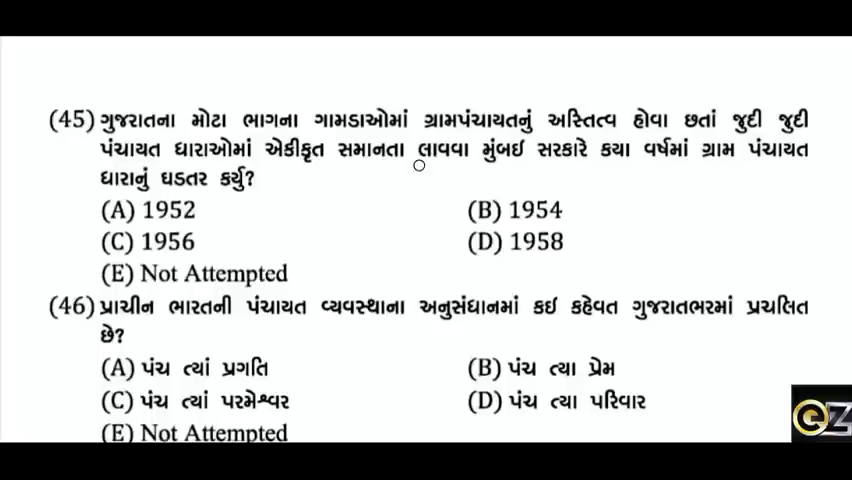 (45) ગુજરાતના મોટા ભાગના ગામડાઓમાં ગ્રામપંચાયતનું અસ્તિત્વ હોવા છતાં જુદી જુદી
પંચાયત ધારાઓમાં એકીકૃત સમાનતા લાવવા મુંબઈ સરકારે કયા વર્ષમાં ગ્રામ પંચાયત
ધારાનું ઘડતર કર્યુ?
(A) 1952 (B) 1954
(C) 1956 (D) 1958
(E) Not Attempted
(46) પ્રાચીન ભારતની પંચાયત વ્યવસ્થાના અનુસંધાનમાં કઈ કહેવત ગુજરાતભરમાં પ્રચલિત
છે?
(A) પંચ ત્યાં પ્રગતિ (B) પંચ ત્યા પ્રેમ
(C) પંચ ત્યાં પરમેશ્વર (D) પંચ ત્યા પરિવાર
(E) Not Attempted